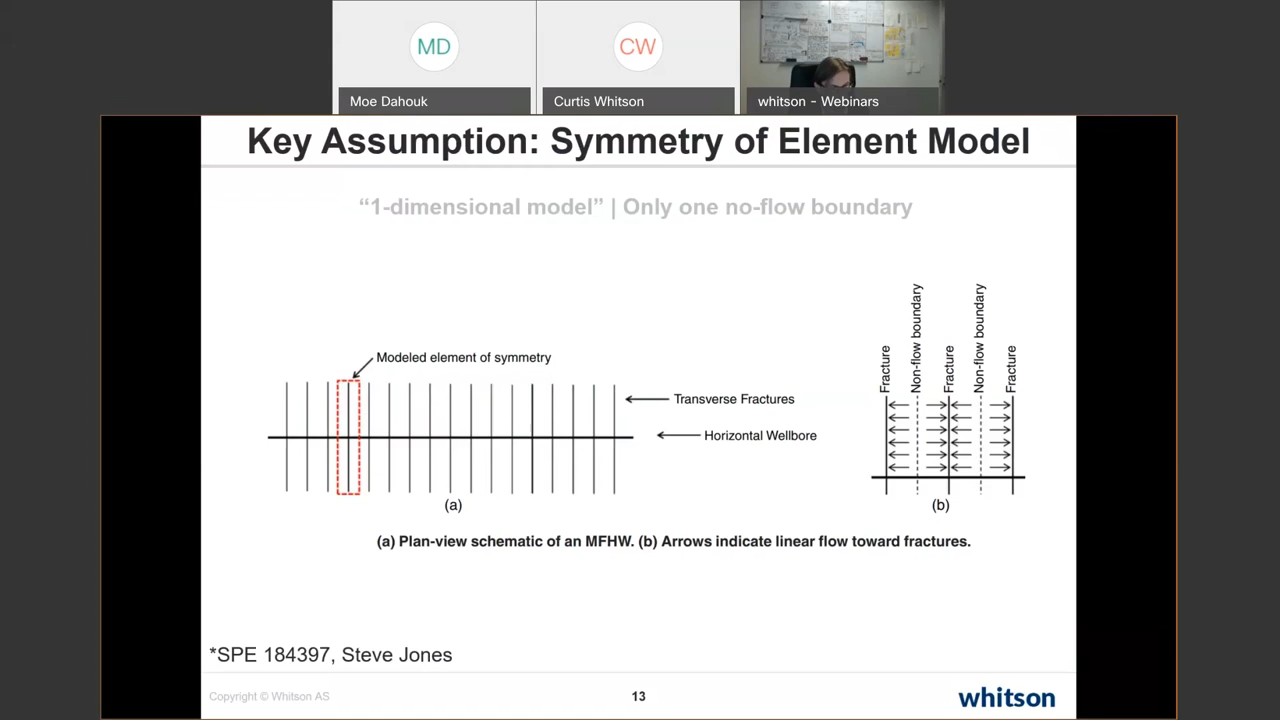 MD
CW
Moe Dahouk
Curtis Whitson
whitson - Webinars
Key Assumption: Symmetry of Element Model
“1-dimensional model” | Only one no-flow boundary
Modeled element of symmetry
Transverse Fractures
Horizontal Wellbore
(a)
Fracture
Non-flow boundary
Fracture
Non-flow boundary
Fracture
(b)
(a) Plan-view schematic of an MFHW. (b) Arrows indicate linear flow toward fractures.
*SPE 184397, Steve Jones
Copyright © Whitson AS
13
whitson